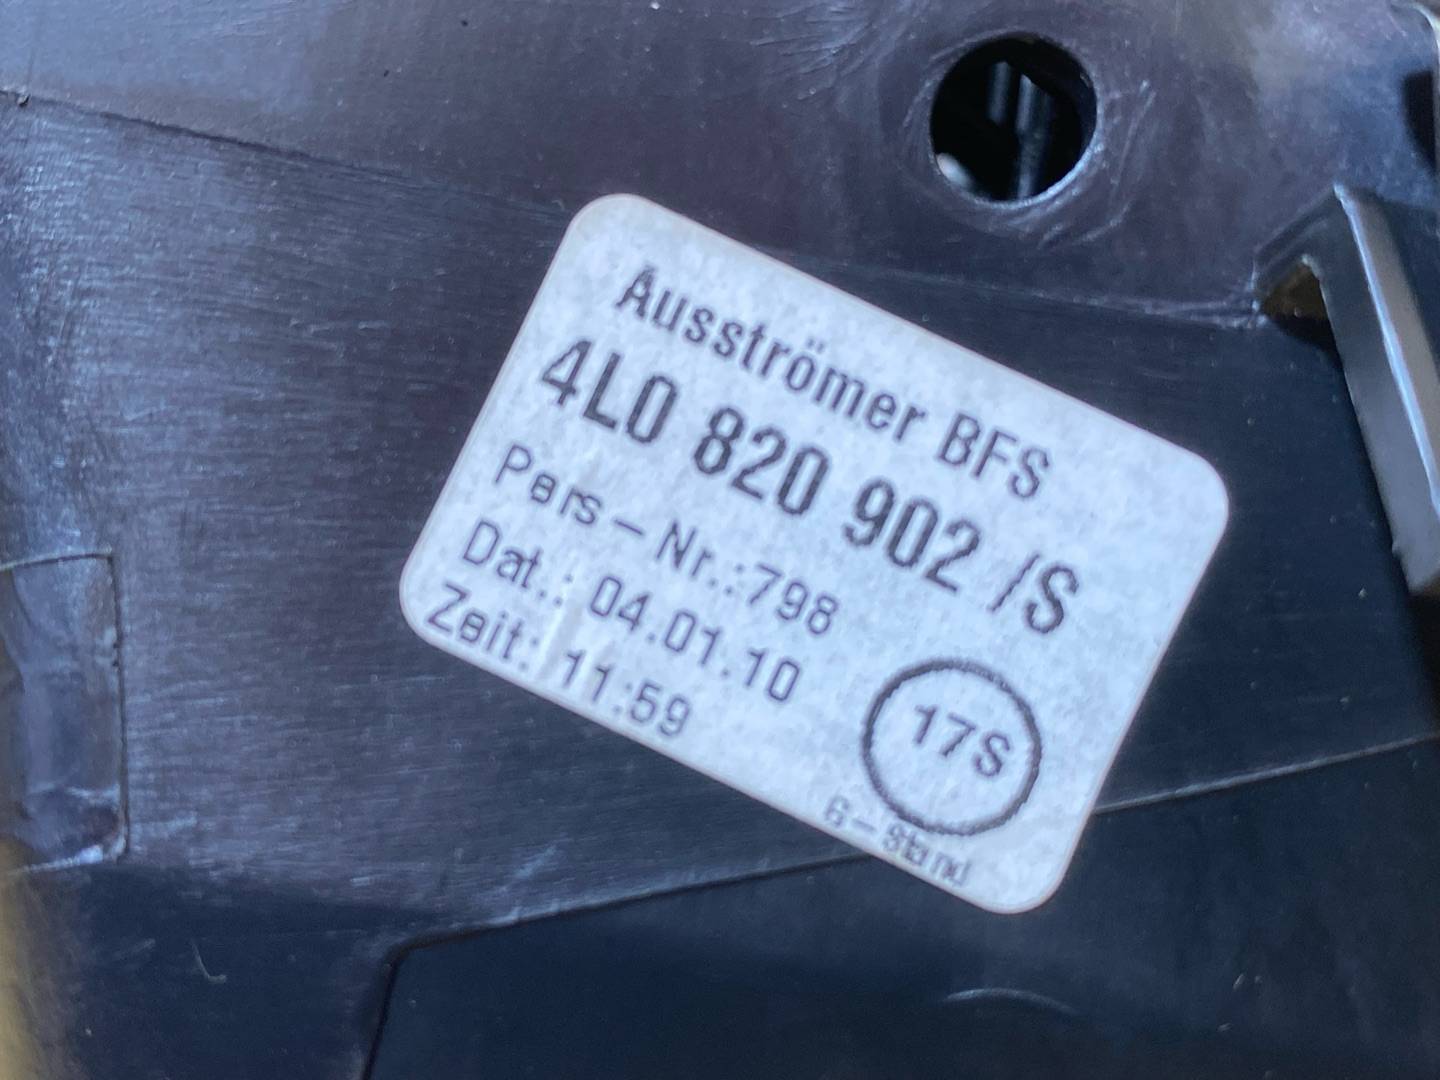 Ausströmer BFS
4L0 820 902 /S
Pers-Nr.:798
Dat.: 04.01.10
Zeit: 11:59
17S
6-Stand